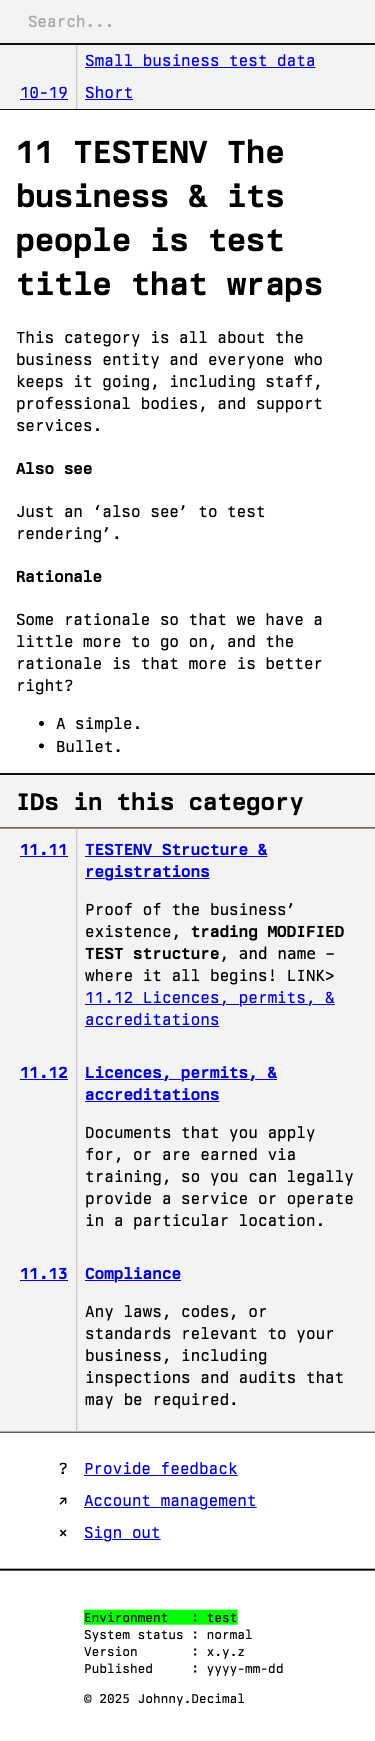 Search...
Small business test data
10-19 Short
11 TESTENV The
business & its
people is test
title that wraps
This category is all about the
business entity and everyone who
keeps it going, including staff,
professional bodies, and support
services.
Also see
Just an ‘also see’ to test
rendering’.
Rationale
Some rationale so that we have a
little more to go on, and the
rationale is that more is better
right?
• A simple.
• Bullet.
IDs in this category
11.11 TESTENV Structure &
registrations
Proof of the business’
existence, trading MODIFIED
TEST structure, and name –
where it all begins! LINK>
11.12 Licences, permits, &
accreditations
11.12 Licences, permits, &
accreditations
Documents that you apply
for, or are earned via
training, so you can legally
provide a service or operate
in a particular location.
11.13 Compliance
Any laws, codes, or
standards relevant to your
business, including
inspections and audits that
may be required.
? Provide feedback
↗ Account management
× Sign out
Environment : test
System status : normal
Version : x.y.z
Published : yyyy-mm-dd
© 2025 Johnny.Decimal